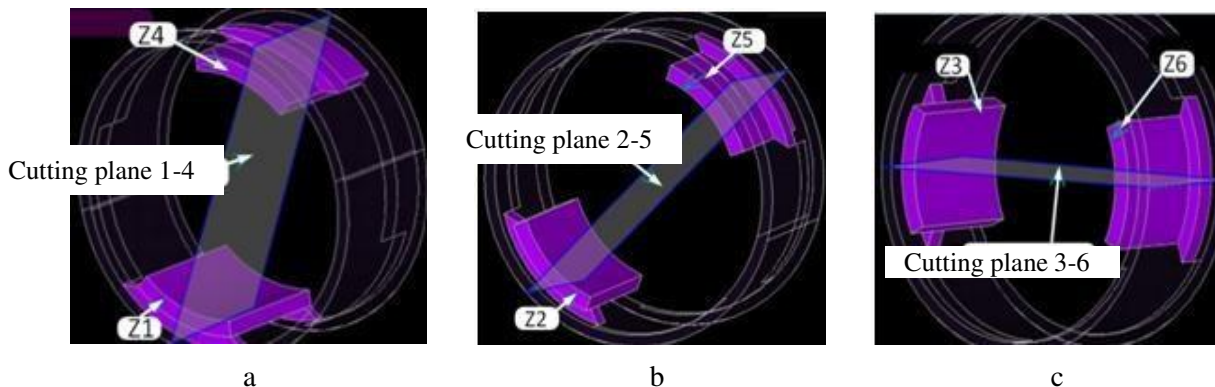 Z4
Cutting plane 1-4
Z1
a
Z5
Cutting plane 2-5
Z2
b
Z3
Z6
Cutting plane 3-6
c